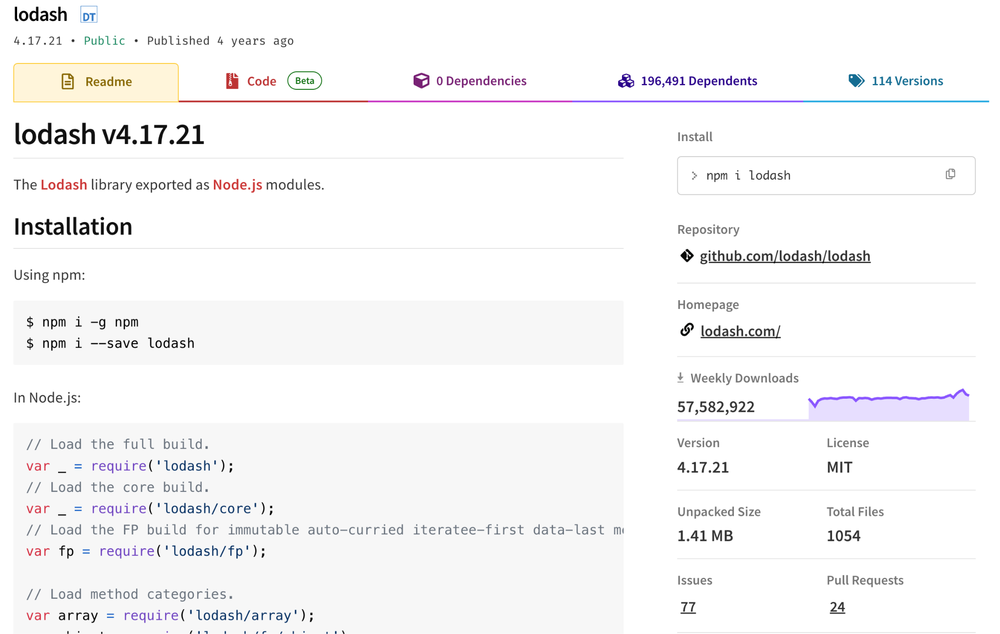 lodash DT
4.17.21 • Public • Published 4 years ago
Readme
Code Beta
0 Dependencies
196,491 Dependents
114 Versions
lodash v4.17.21
The Lodash library exported as Node.js modules.
Installation
Using npm:
$ npm i -g npm
$ npm i --save lodash
In Node.js:
// Load the full build.
var _ = require('lodash');
// Load the core build.
var _ = require('lodash/core');
// Load the FP build for immutable auto-curried iteratee-first data-last
var fp = require('lodash/fp');
// Load method categories.
var array = require('lodash/array');
Install
> npm i lodash
Repository
github.com/lodash/lodash
Homepage
lodash.com/
Weekly Downloads
57,582,922
Version
4.17.21
License
MIT
Unpacked Size
1.41 MB
Total Files
1054
Issues
77
Pull Requests
24